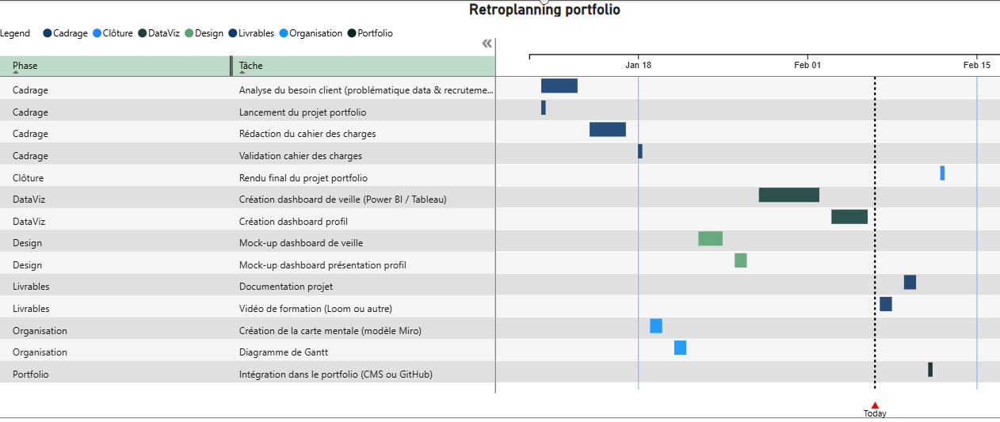 Retroplanning portfolio
Legend Cadrage Clôture DataViz Design Livrables Organisation Portfolio
Jan 18 Feb 01 Feb 15
Phase Tâche
Cadrage Analyse du besoin client (problématique data & recruteme...
Cadrage Lancement du projet portfolio
Cadrage Rédaction du cahier des charges
Cadrage Validation cahier des charges
Clôture Rendu final du projet portfolio
DataViz Création dashboard de veille (Power BI / Tableau)
DataViz Création dashboard profil
Design Mock-up dashboard de veille
Design Mock-up dashboard présentation profil
Livrables Documentation projet
Livrables Vidéo de formation (Loom ou autre)
Organisation Création de la carte mentale (modèle Miro)
Organisation Diagramme de Gantt
Portfolio Intégration dans le portfolio (CMS ou GitHub)
Today